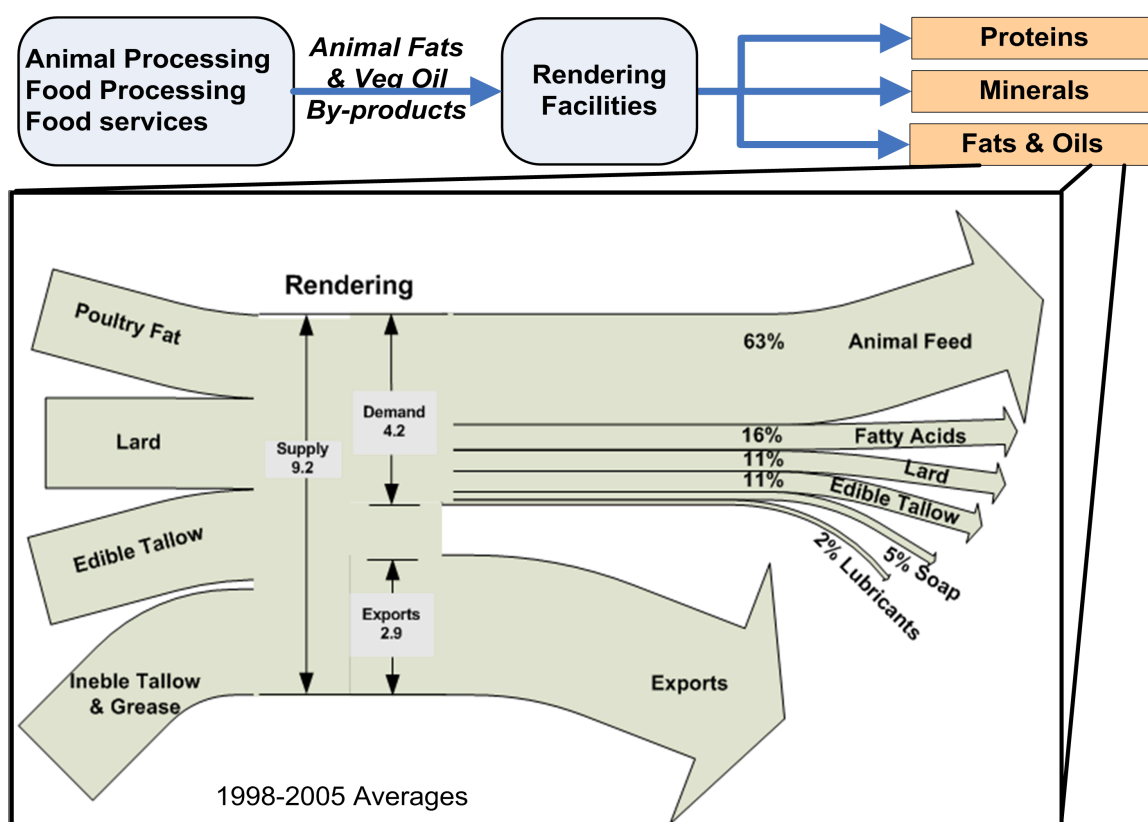 Animal Processing
Food Processing
Food services
Animal Fats
& Veg Oil
By-products
Rendering
Facilities
Proteins
Minerals
Fats & Oils
Rendering
Poultry Fat
Lard
Edible Tallow
Ineble Tallow
& Grease
Supply
9.2
Demand
4.2
Exports
2.9
63% Animal Feed
16% Fatty Acids
11% Lard
11% Edible Tallow
5% Soap
2% Lubricants
Exports
1998-2005 Averages